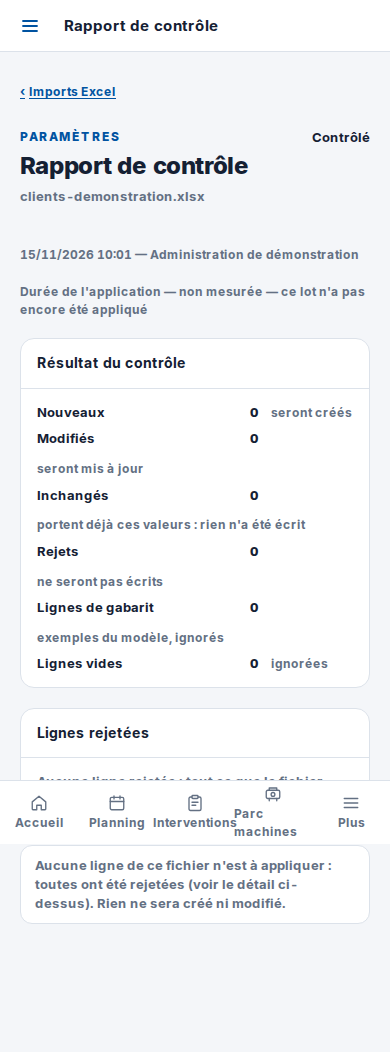 Rapport de contrôle
‹ Imports Excel
PARAMÈTRES
Contrôlé
Rapport de contrôle
clients-demonstration.xlsx
15/11/2026 10:01 — Administration de démonstration
Durée de l'application — non mesurée — ce lot n'a pas
encore été appliqué
Résultat du contrôle
Nouveaux 0 seront créés
Modifiés 0
seront mis à jour
Inchangés 0
portent déjà ces valeurs : rien n'a été écrit
Rejets 0
ne seront pas écrits
Lignes de gabarit 0
exemples du modèle, ignorés
Lignes vides 0 ignorées
Lignes rejetées
Accueil
Planning
Interventions
Parc
machines
Plus
Aucune ligne de ce fichier n'est à appliquer :
toutes ont été rejetées (voir le détail ci-
dessus). Rien ne sera créé ni modifié.